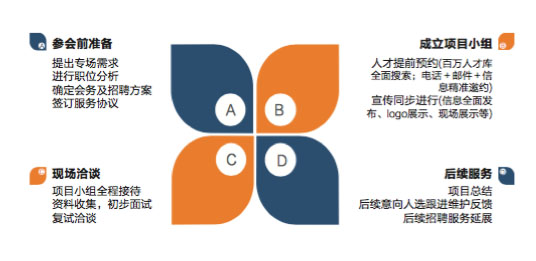 参会前准备
提出专场需求
进行职位分析
确定会务及招聘方案
签订服务协议
成立项目小组
人才提前预约(百万人才库
全面搜索；电话+邮件+信
息精准邀约)
宣传同步进行(信息全面发
布、logo展示、现场展示等)
A
B
C
D
现场洽谈
项目小组全程接待
资料收集，初步面试
复试洽谈
后续服务
项目总结
后续意向人选跟进维护反馈
后续招聘服务延展